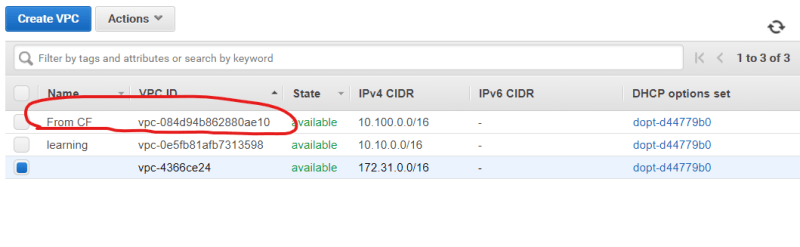 Create VPC Actions
Filter by tags and attributes or search by keyword 1 to 3 of 3
Name VPC ID State IPv4 CIDR IPv6 CIDR DHCP options set
From CF vpc-084d94b862880ae10 available 10.100.0.0/16 - dopt-d44779b0
learning vpc-0e5fb81afb7313598 available 10.10.0.0/16 - dopt-d44779b0
vpc-4366ce24 available 172.31.0.0/16 - dopt-d44779b0